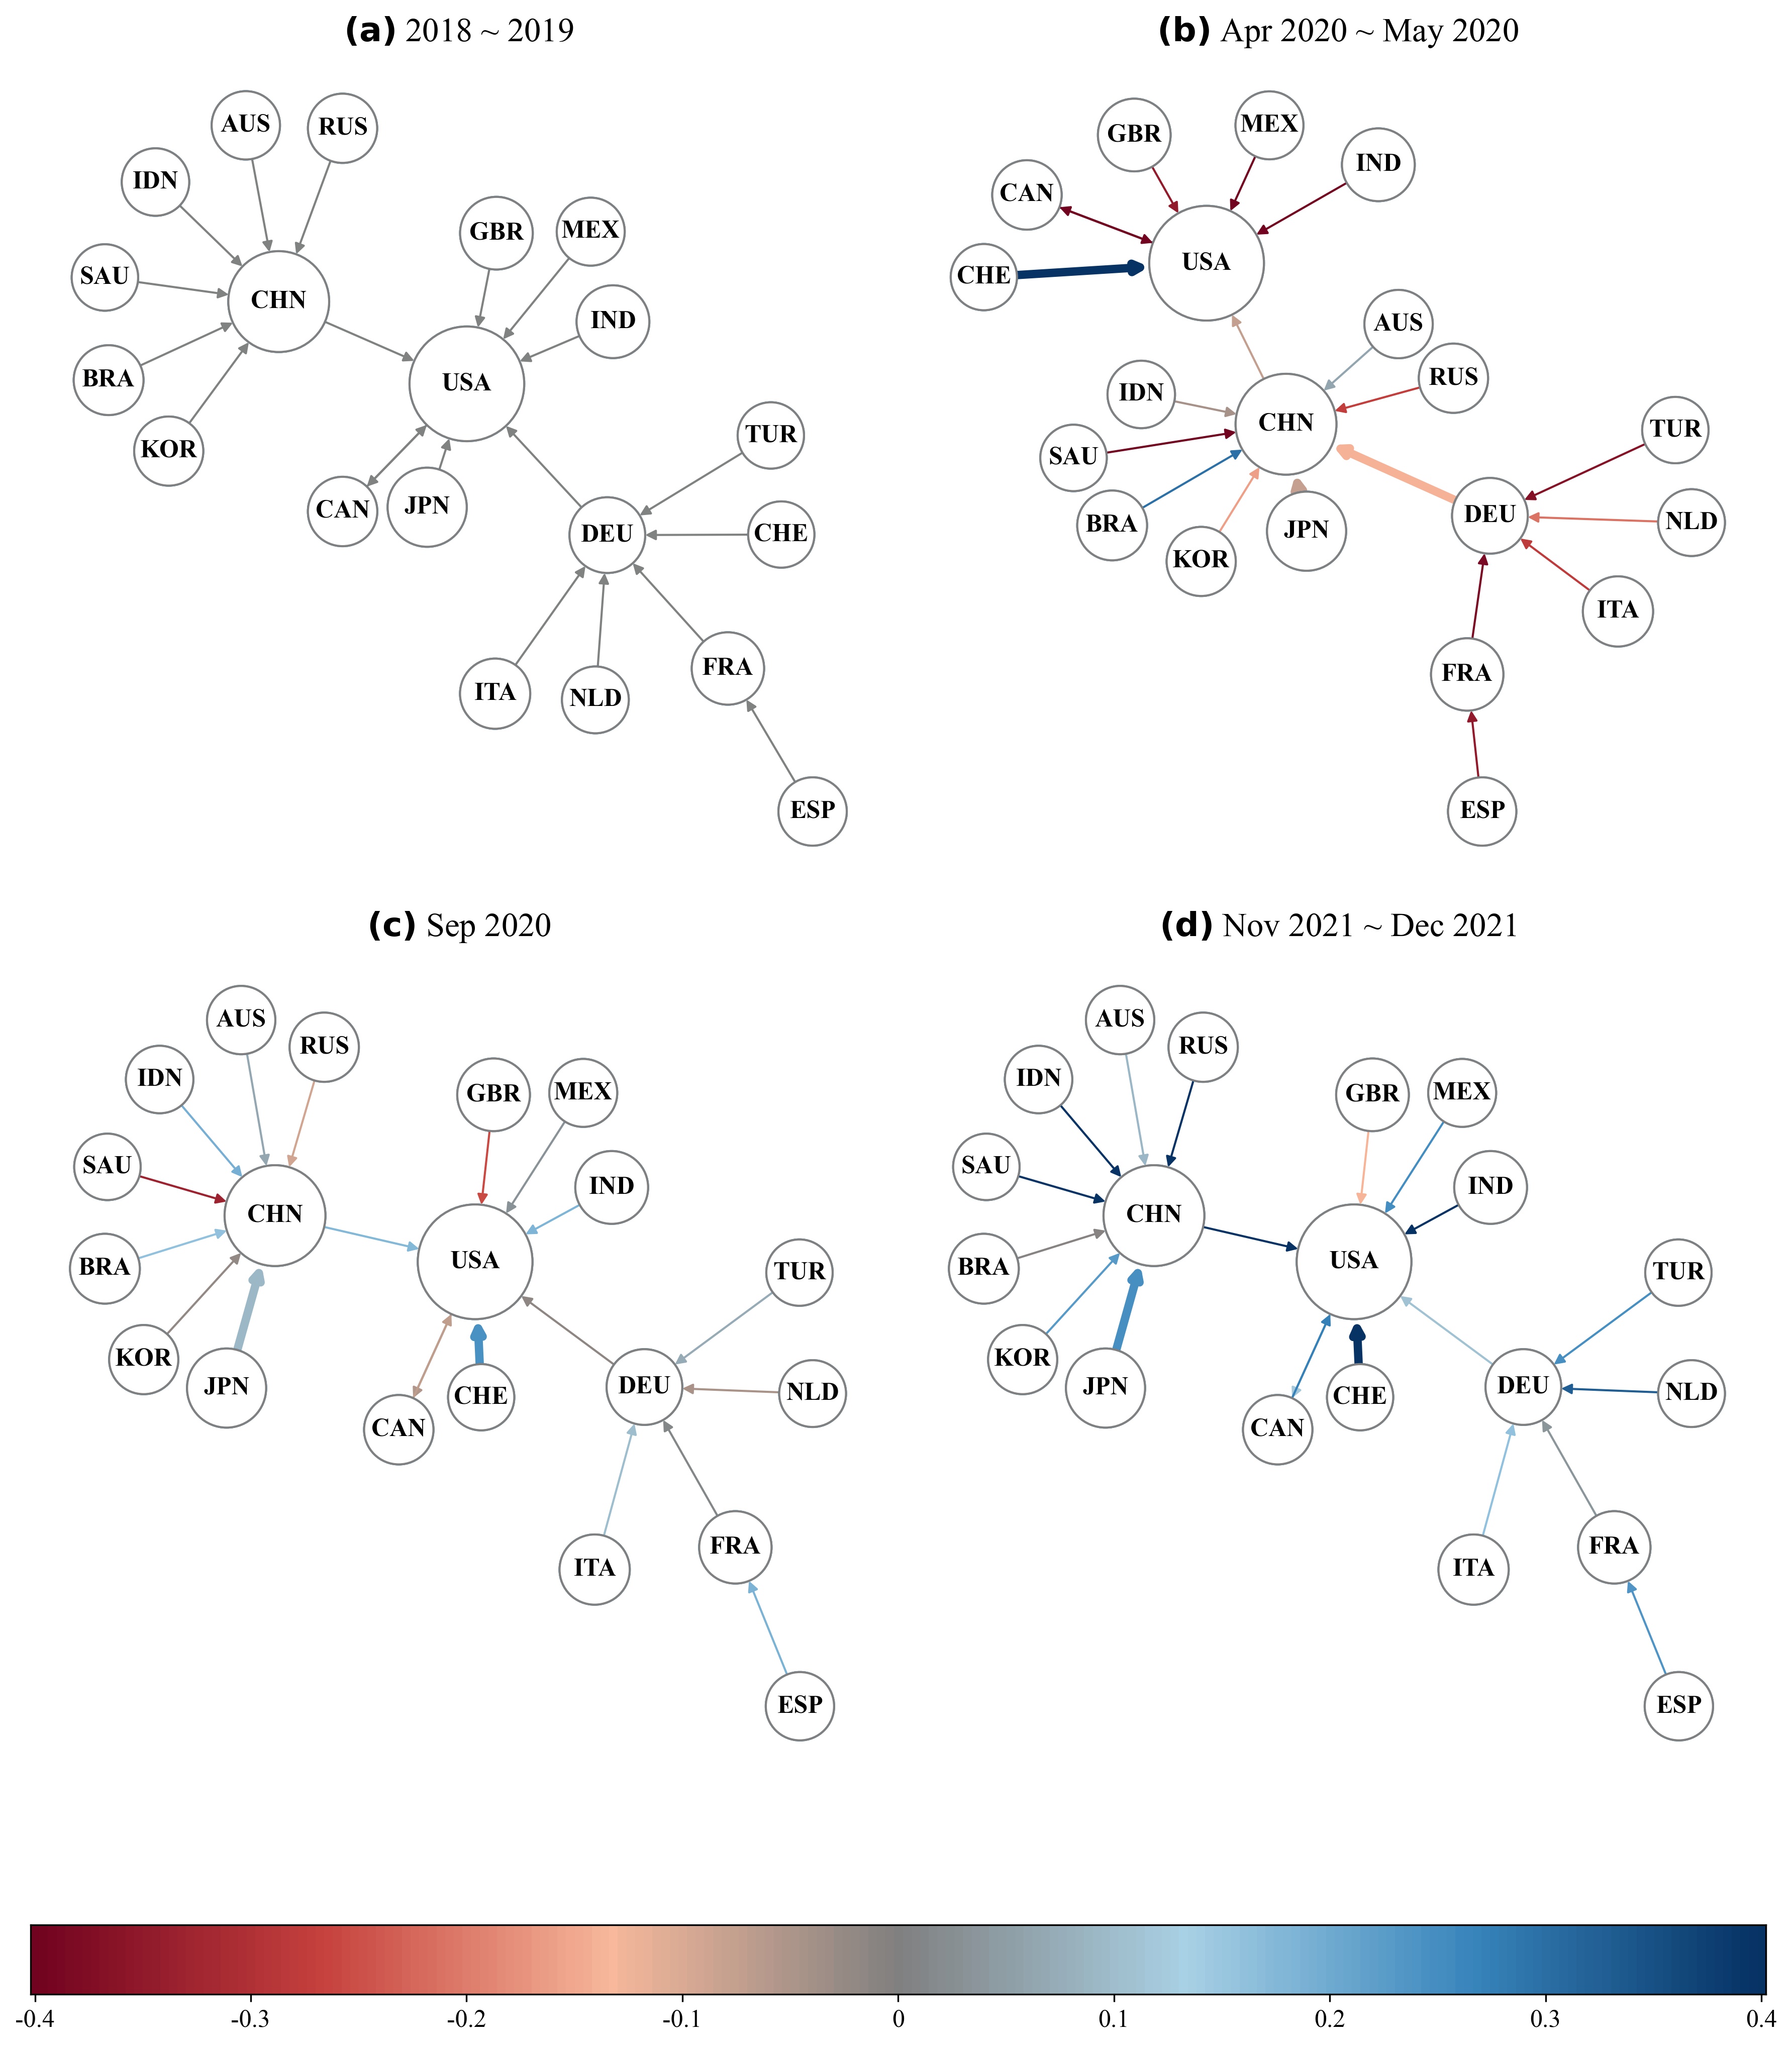 (a) 2018 ~ 2019
AUS
RUS
IDN
GBR
MEX
SAU
CHN
IND
BRA
USA
KOR
TUR
CAN
JPN
DEU
CHE
ITA
NLD
FRA
ESP
(b) Apr 2020 ~ May 2020
GBR
MEX
IND
CAN
USA
CHE
AUS
RUS
IDN
CHN
SAU
TUR
BRA
JPN
DEU
NLD
KOR
ITA
FRA
ESP
(c) Sep 2020
AUS
RUS
IDN
GBR
MEX
SAU
IND
CHN
BRA
USA
TUR
KOR
JPN
DEU
NLD
CAN
CHE
FRA
ITA
ESP
(d) Nov 2021 ~ Dec 2021
AUS
RUS
IDN
GBR
MEX
SAU
IND
CHN
BRA
USA
TUR
KOR
JPN
DEU
NLD
CAN
CHE
FRA
ITA
ESP
-0.4 -0.3 -0.2 -0.1 0 0.1 0.2 0.3 0.4